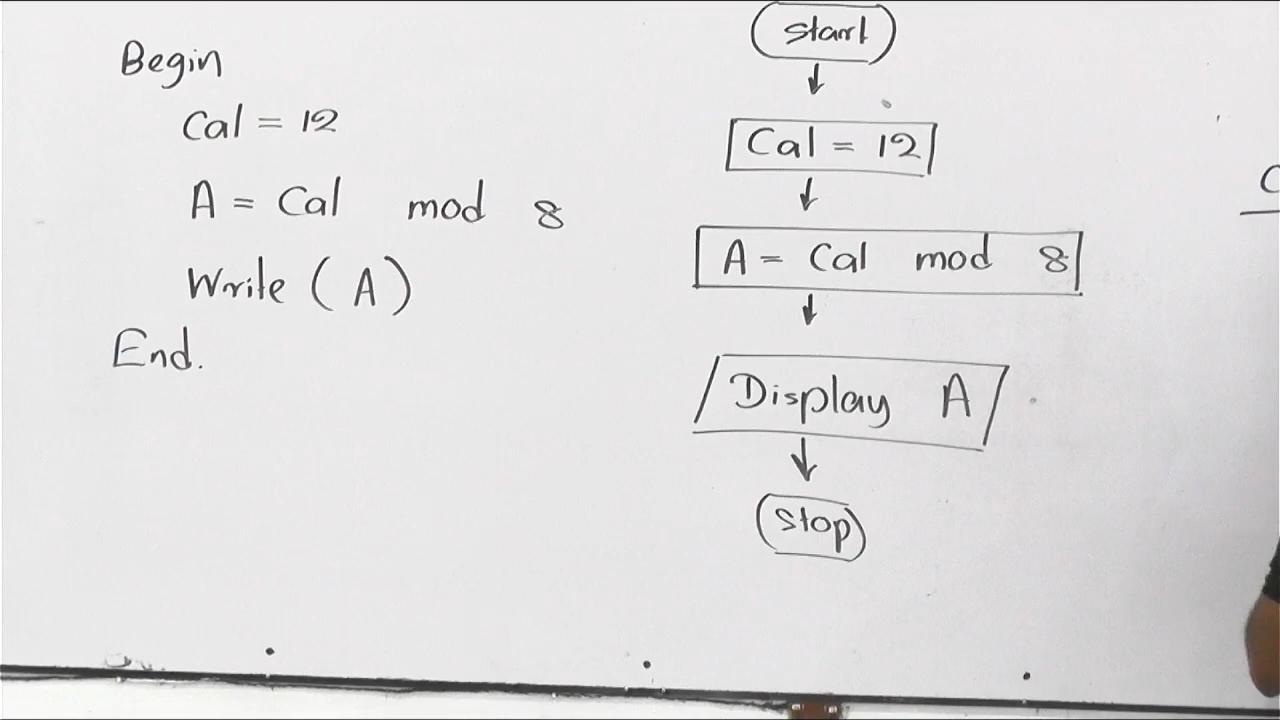 Begin
Cal = 12
A = Cal mod 8
Write (A)
End.
Start
Cal = 12
A = Cal mod 8
Display A
Stop